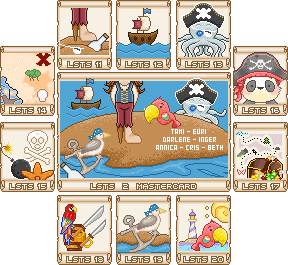 LSTS 11
LSTS 12
LSTS 13
LSTS 14
LSTS 16
TAMI - EURI
DARLENE - INGER
ANNICA - CRIS - BETH
LSTS 2 MASTERCARD
LSTS 15
LSTS 17
LSTS 18
LSTS 19
LSTS 20